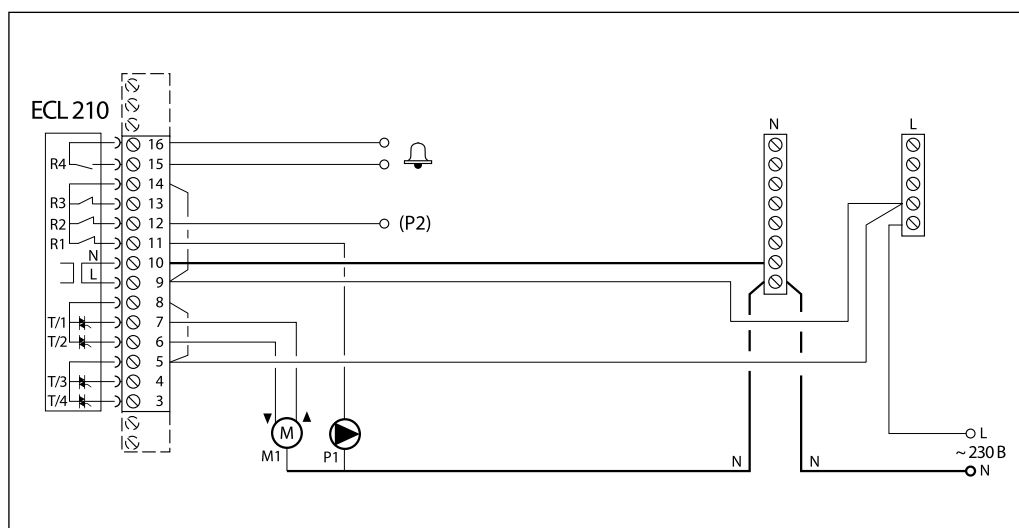 ECL 210
N
L
16
R4
15
14
R3
13
R2
12
(P2)
R1
11
N
10
L
9
8
T/1
7
T/2
6
5
T/3
4
T/4
3
M
M1
P1
N
N
L
~ 230 В
N